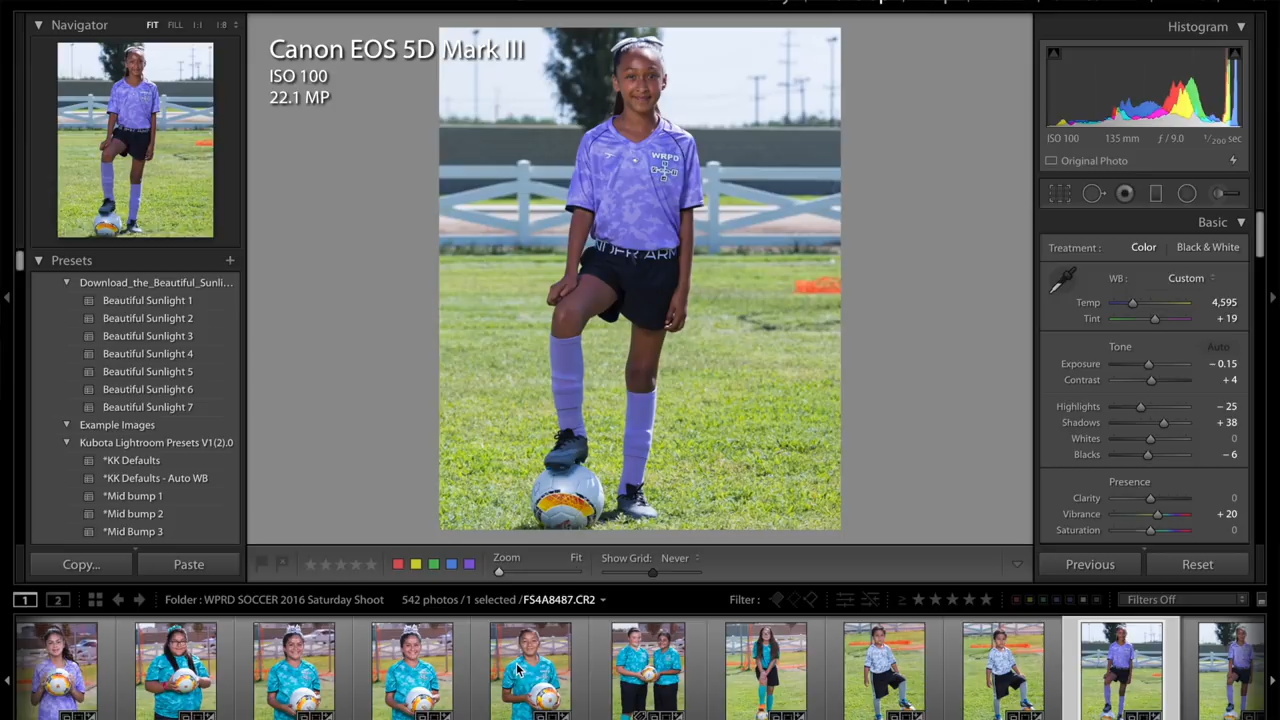 Navigator
FIT FILL 1:1 1:8
Presets
Download_the_Beautiful_Sunli...
Beautiful Sunlight 1
Beautiful Sunlight 2
Beautiful Sunlight 3
Beautiful Sunlight 4
Beautiful Sunlight 5
Beautiful Sunlight 6
Beautiful Sunlight 7
Example Images
Kubota Lightroom Presets V1(2).0
*KK Defaults
*KK Defaults - Auto WB
*Mid bump 1
*Mid bump 2
*Mid Bump 3
Copy... Paste
Canon EOS 5D Mark III
ISO 100
22.1 MP
WRPD
NDER ARM
Zoom Fit Show Grid: Never
Histogram
ISO 100 135 mm ƒ / 9.0 1/200 sec
Original Photo
Basic
Treatment : Color Black & White
WB : Custom
Temp 4,595
Tint + 19
Tone Auto
Exposure − 0.15
Contrast + 4
Highlights − 25
Shadows + 38
Whites 0
Blacks − 6
Presence
Clarity 0
Vibrance + 20
Saturation 0
Previous Reset
1 2 Folder : WPRD SOCCER 2016 Saturday Shoot 542 photos / 1 selected / FS4A8487.CR2 Filter : Filters Off